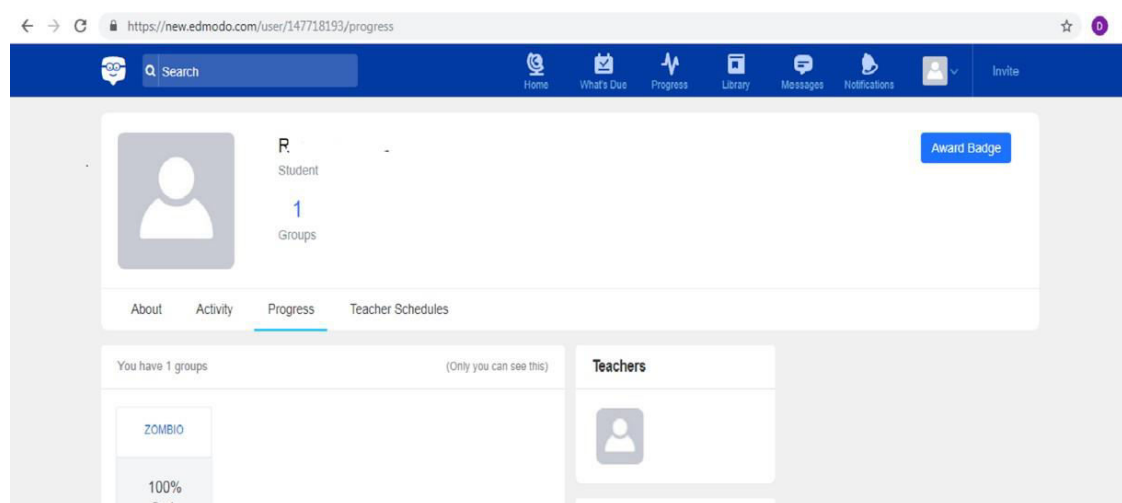 https://new.edmodo.com/user/147718193/progress
D
Search
Home
What's Due
Progress
Library
Messages
Notifications
Invite
R.
Student
1
Groups
Award Badge
About Activity Progress Teacher Schedules
You have 1 groups (Only you can see this)
Teachers
ZOMBIO
100%